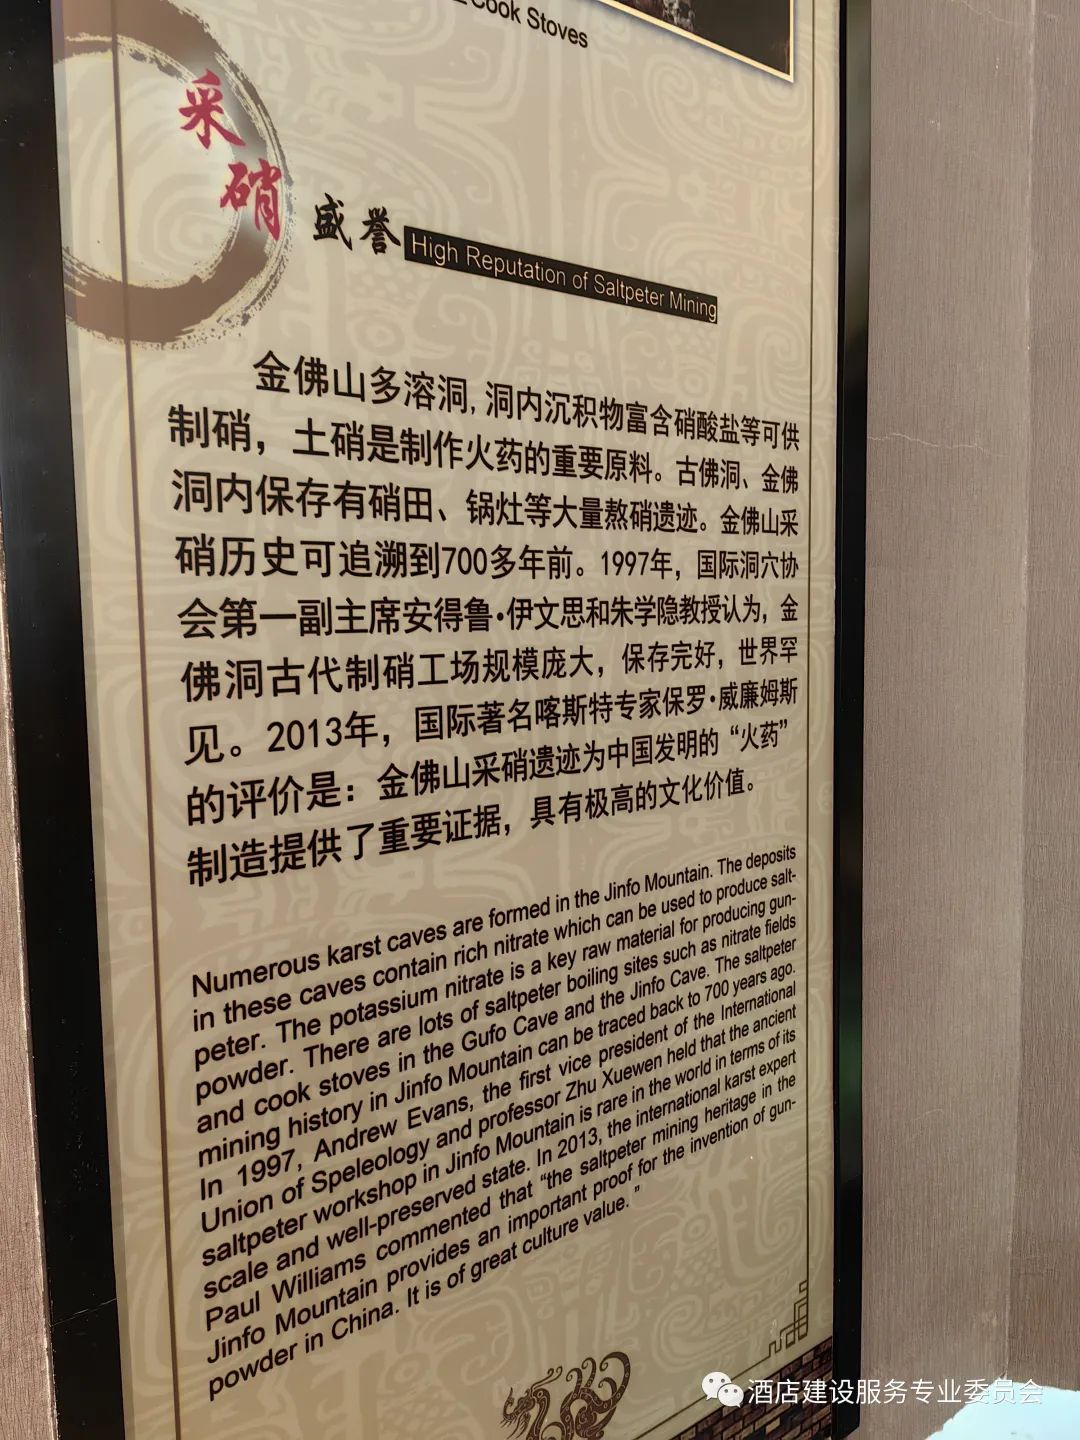 Cook Stoves
采硝
盛誉
High Reputation of Saltpeter Mining
金佛山多溶洞，洞内沉积物富含硝酸盐等可供
制硝，土硝是制作火药的重要原料。古佛洞、金佛
洞内保存有硝田、锅灶等大量熬硝遗迹。金佛山采
硝历史可追溯到700多年前。1997年，国际洞穴协
会第一副主席安得鲁·伊文思和朱学隐教授认为，金
佛洞古代制硝工场规模庞大，保存完好，世界罕
见。2013年，国际著名喀斯特专家保罗·威廉姆斯
的评价是：金佛山采硝遗迹为中国发明的“火药”
制造提供了重要证据，具有极高的文化价值。
Numerous karst caves are formed in the Jinfo Mountain. The deposits
in these caves contain rich nitrate which can be used to produce salt-
peter. The potassium nitrate is a key raw material for producing gun-
powder. There are lots of saltpeter boiling sites such as nitrate fields
and cook stoves in the Gufo Cave and the Jinfo Cave. The saltpeter
mining history in Jinfo Mountain can be traced back to 700 years ago.
In 1997, Andrew Evans, the first vice president of the International
Union of Speleology and professor Zhu Xuewen held that the ancient
saltpeter workshop in Jinfo Mountain is rare in the world in terms of its
scale and well-preserved state. In 2013, the international karst expert
Paul Williams commented that “the saltpeter mining heritage in the
Jinfo Mountain provides an important proof for the invention of gun-
powder in China. It is of great culture value. ”
酒店建设服务专业委员会